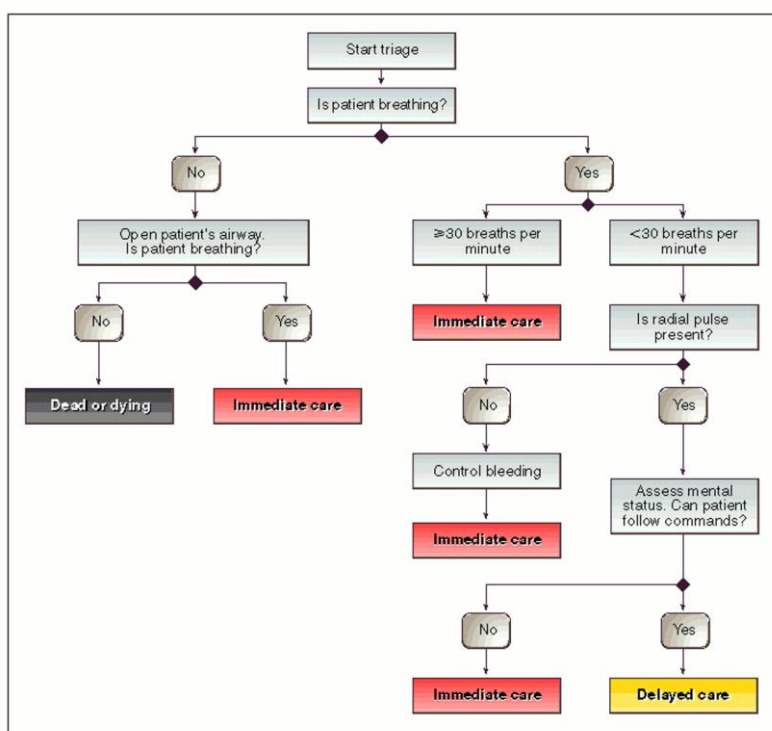 Start triage
Is patient breathing?
No
Yes
Open patient's airway.
Is patient breathing?
≥30 breaths per
minute
<30 breaths per
minute
No
Yes
Immediate care
Is radial pulse
present?
Dead or dying
Immediate care
No
Yes
Control bleeding
Assess mental
status. Can patient
follow commands?
Immediate care
No
Yes
Immediate care
Delayed care